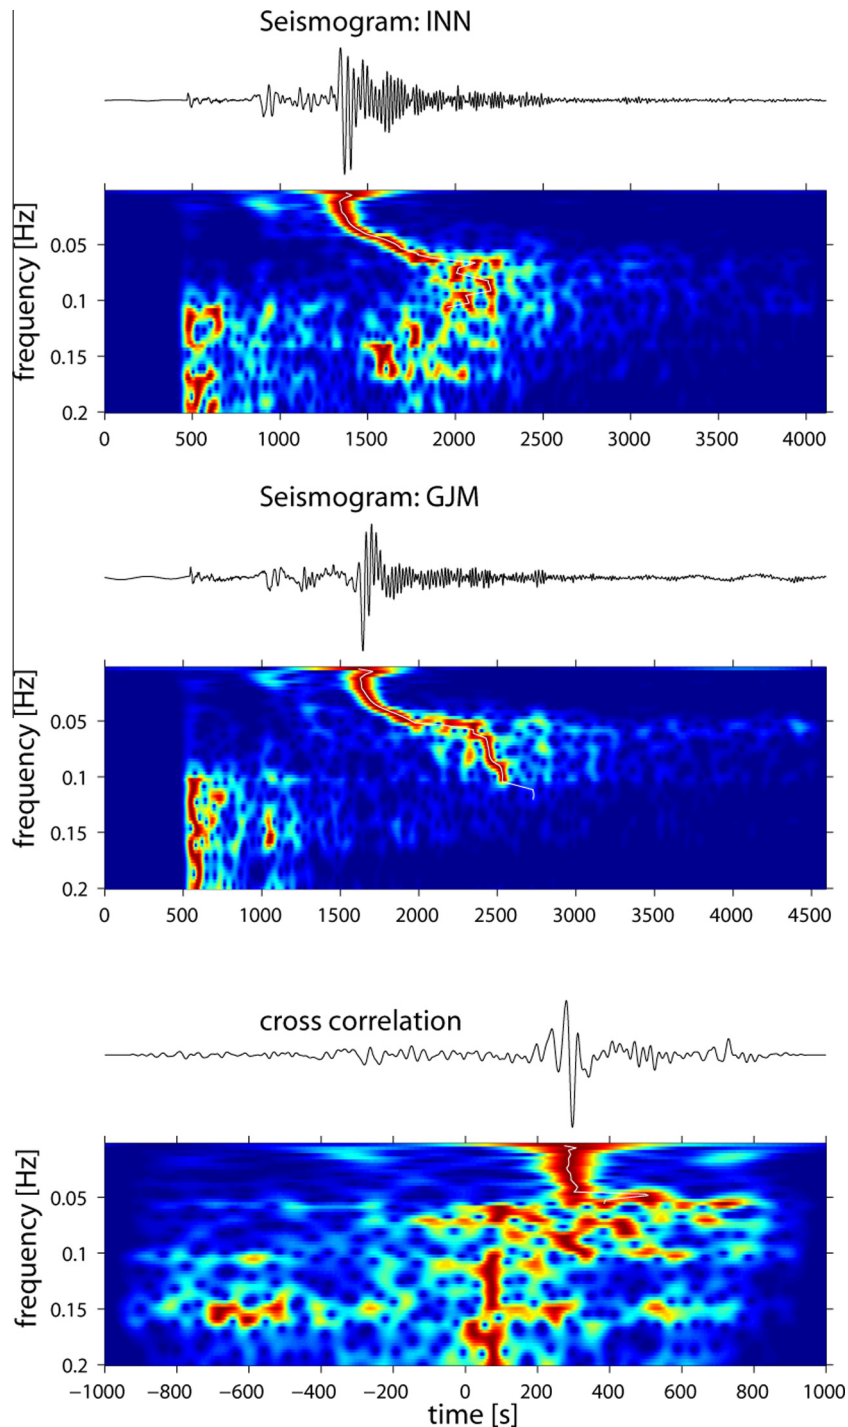 Seismogram: INN
frequency [Hz]
0.05
0.1
0.15
0.2
0 500 1000 1500 2000 2500 3000 3500 4000
Seismogram: GJM
frequency [Hz]
0.05
0.1
0.15
0.2
0 500 1000 1500 2000 2500 3000 3500 4000 4500
cross correlation
frequency [Hz]
0.05
0.1
0.15
0.2
−1000 −800 −600 −400 −200 0 200 400 600 800 1000
time [s]